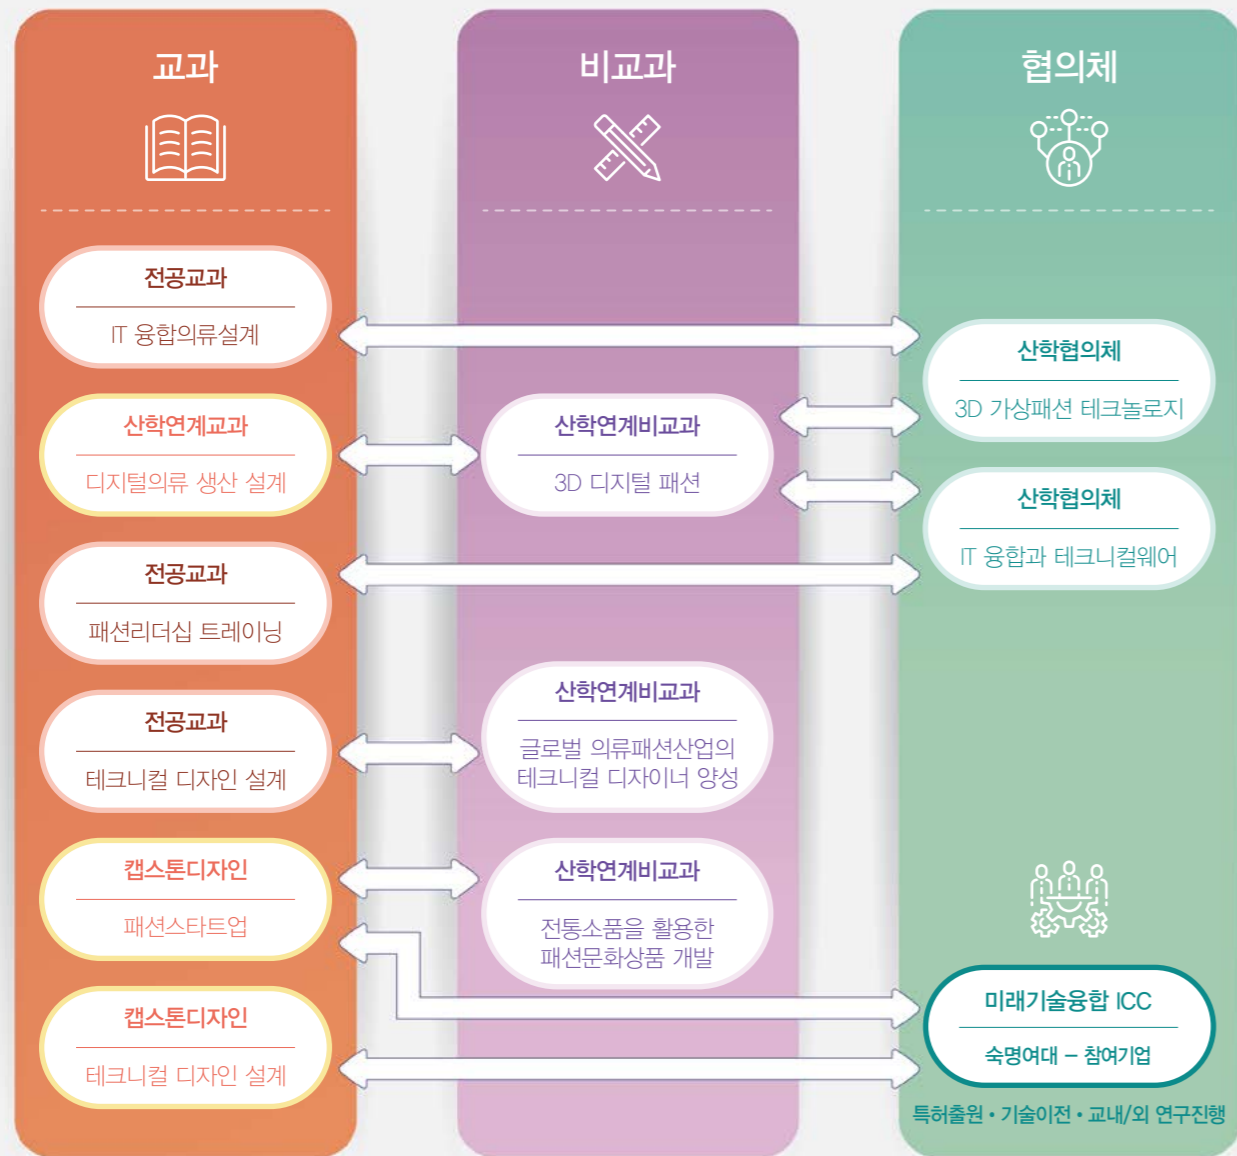 교과
전공교과
IT 융합의류설계
산학연계교과
디지털의류 생산 설계
전공교과
패션리더십 트레이닝
전공교과
테크니컬 디자인 설계
캡스톤디자인
패션스타트업
캡스톤디자인
테크니컬 디자인 설계
비교과
산학연계비교과
3D 디지털 패션
산학연계비교과
글로벌 의류패션산업의
테크니컬 디자이너 양성
산학연계비교과
전통소품을 활용한
패션문화상품 개발
협의체
산학협의체
3D 가상패션 테크놀로지
산학협의체
IT 융합과 테크니컬웨어
미래기술융합 ICC
숙명여대 – 참여기업
특허출원 • 기술이전 • 교내/외 연구진행